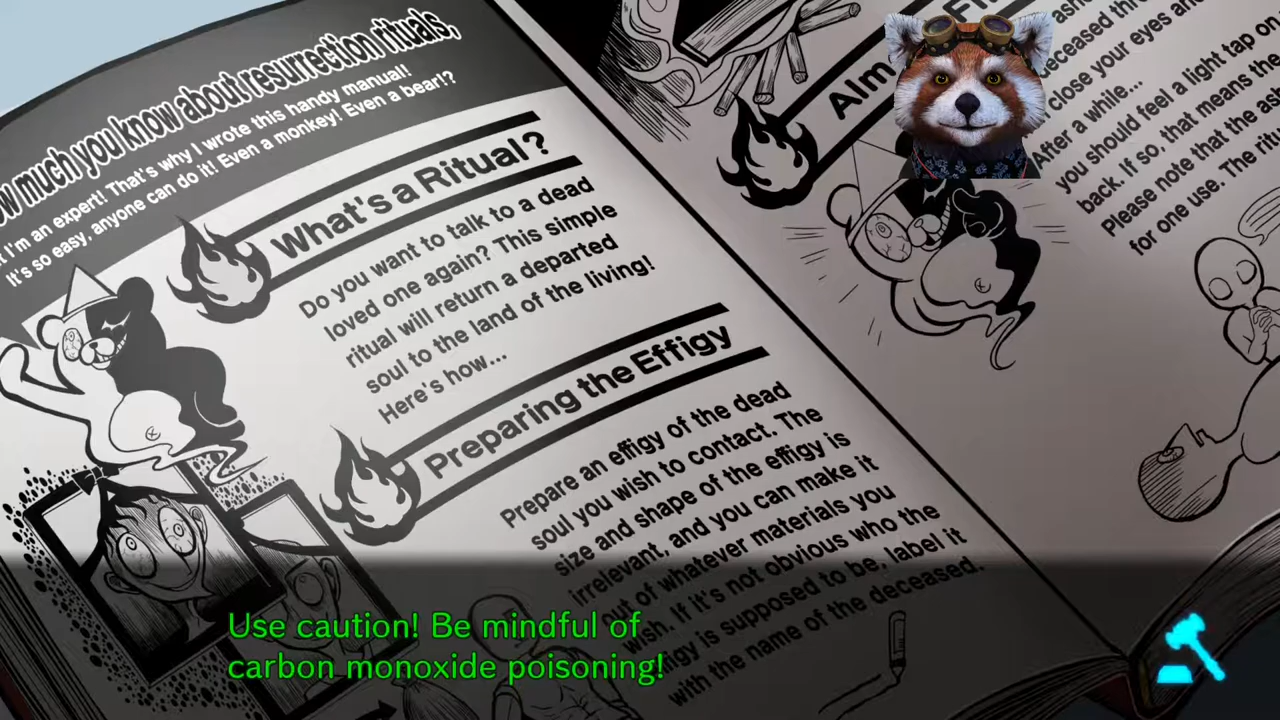 ow much you know about resurrection rituals,
t I'm an expert! That's why I wrote this handy manual!
It's so easy, anyone can do it! Even a monkey! Even a bear!?
What's a Ritual?
Do you want to talk to a dead
loved one again? This simple
ritual will return a departed
soul to the land of the living!
Here's how...
Preparing the Effigy
Prepare an effigy of the dead
soul you wish to contact. The
size and shape of the effigy is
irrelevant, and you can make it
out of whatever materials you
wish. If it's not obvious who the
effigy is supposed to be, label it
with the name of the deceased.
Alm
eceased thr
close your eyes an
After a while...
you should feel a light tap on
back. If so, that means the
Please note that the ash
for one use. The ritu
Use caution! Be mindful of
carbon monoxide poisoning!